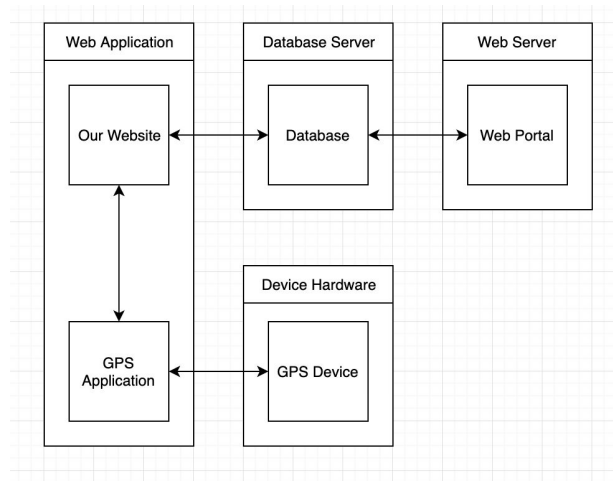 Web Application
Database Server
Web Server
Our Website
Database
Web Portal
Device Hardware
GPS
Application
GPS Device